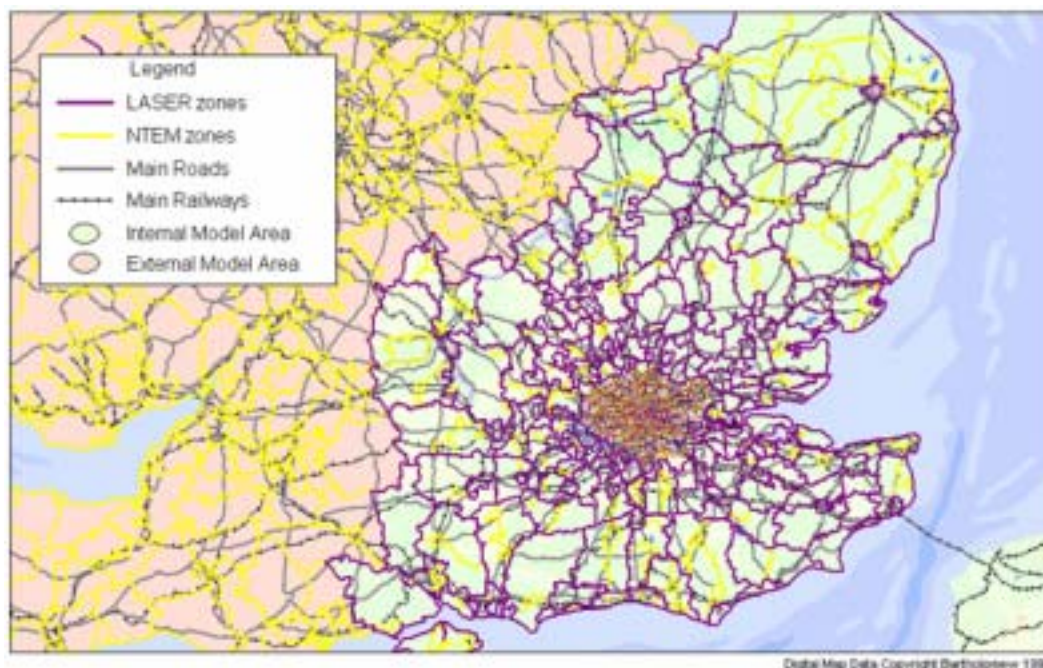 Legend
LASER zones
NTEM zones
Main Roads
Main Railways
Internal Model Area
External Model Area
Digital Map Data Copyright Bartholomew